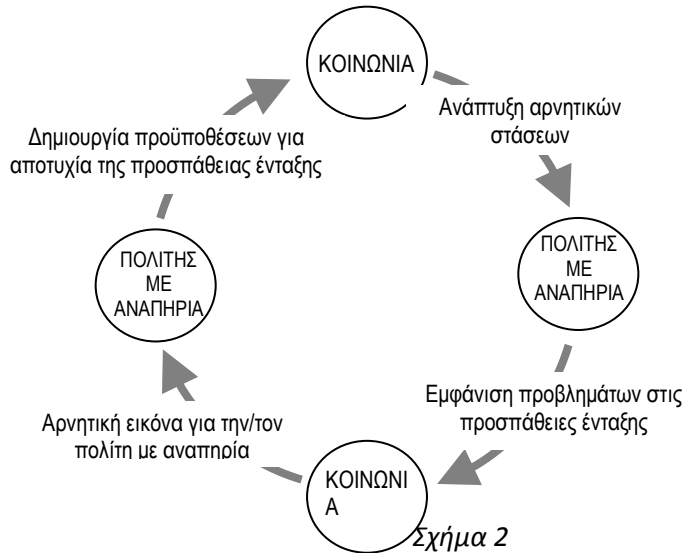 ΚΟΙΝΩΝΙΑ
Ανάπτυξη αρνητικών
στάσεων
Δημιουργία προϋποθέσεων για
αποτυχία της προσπάθειας ένταξης
ΠΟΛΙΤΗΣ
ΜΕ
ΑΝΑΠΗΡΙΑ
ΠΟΛΙΤΗΣ
ΜΕ
ΑΝΑΠΗΡΙΑ
Εμφάνιση προβλημάτων στις
προσπάθειες ένταξης
Αρνητική εικόνα για την/τον
πολίτη με αναπηρία
ΚΟΙΝΩΝΙ
Α
Σχήμα 2